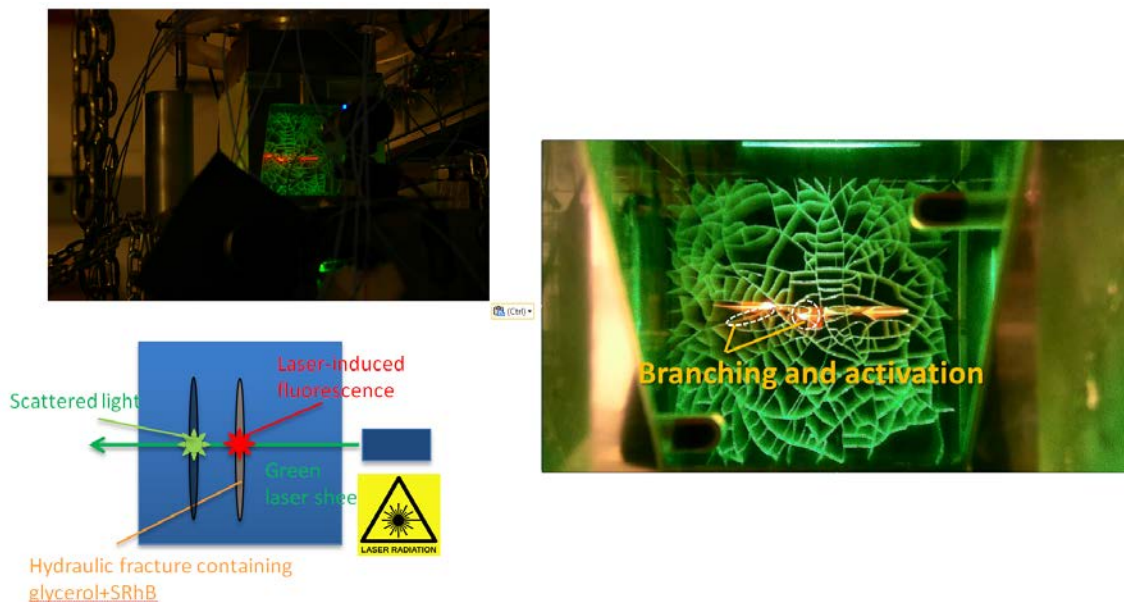 (Ctrl)
Branching and activation
Laser-induced
fluorescence
Scattered light
Green
laser shee
LASER RADIATION
Hydraulic fracture containing
glycerol+SRhB